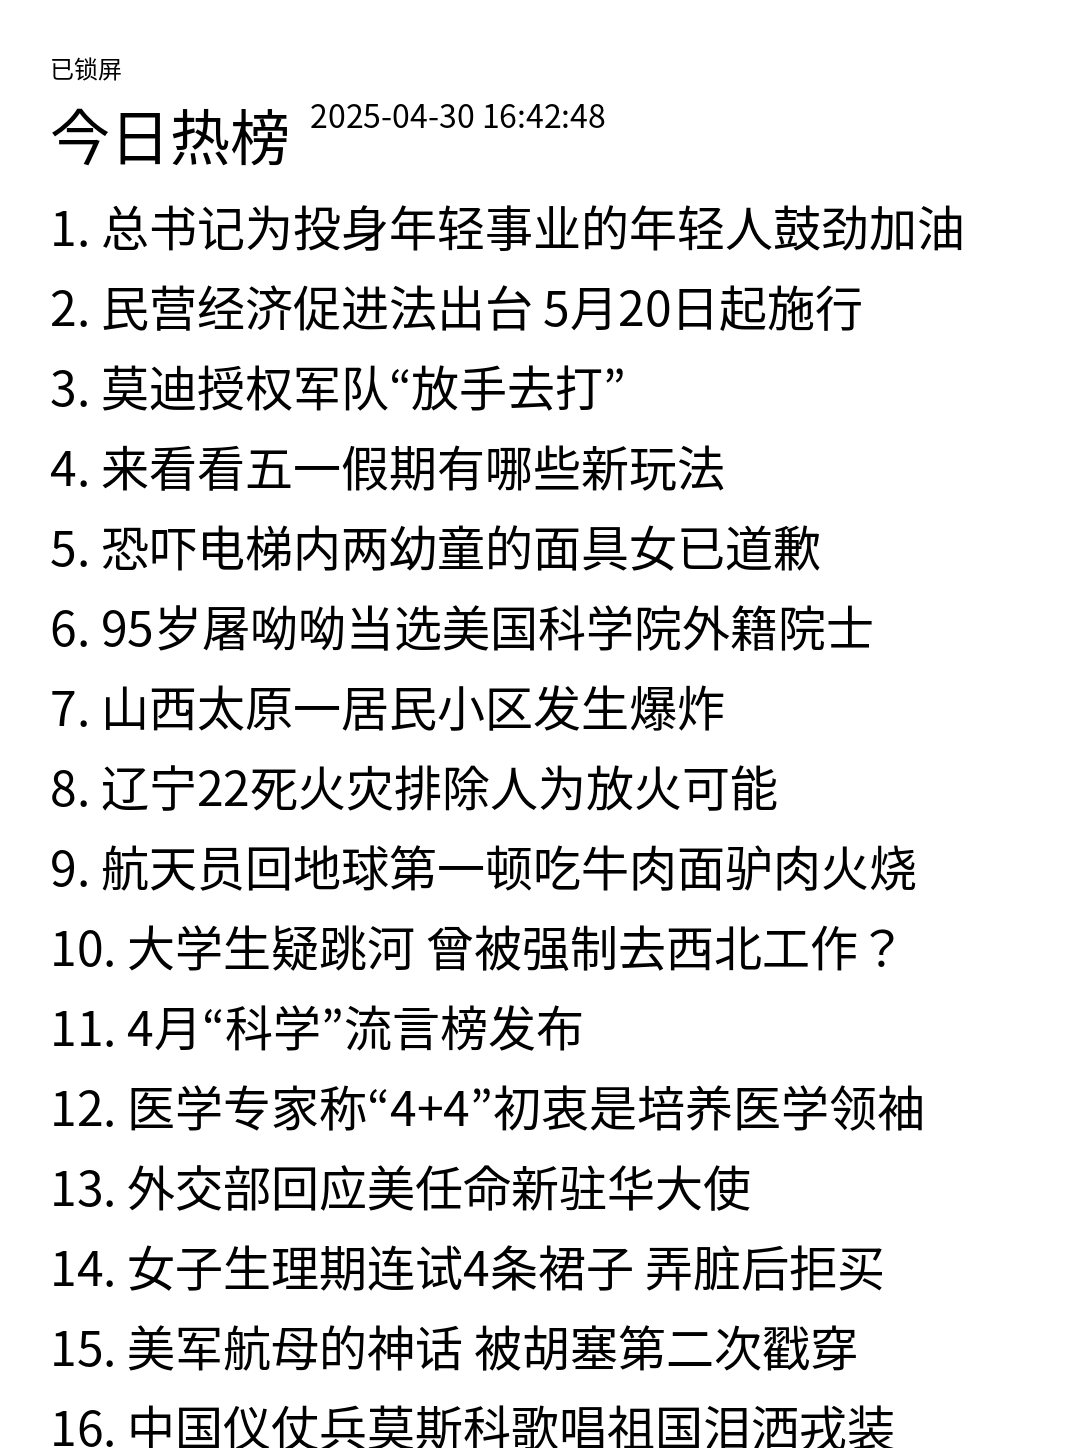 已锁屏
今日热榜 2025-04-30 16:42:48
1. 总书记为投身年轻事业的年轻人鼓劲加油
2. 民营经济促进法出台 5月20日起施行
3. 莫迪授权军队“放手去打”
4. 来看看五一假期有哪些新玩法
5. 恐吓电梯内两幼童的面具女已道歉
6. 95岁屠呦呦当选美国科学院外籍院士
7. 山西太原一居民小区发生爆炸
8. 辽宁22死火灾排除人为放火可能
9. 航天员回地球第一顿吃牛肉面驴肉火烧
10. 大学生疑跳河 曾被强制去西北工作？
11. 4月“科学”流言榜发布
12. 医学专家称“4+4”初衷是培养医学领袖
13. 外交部回应美任命新驻华大使
14. 女子生理期连试4条裙子 弄脏后拒买
15. 美军航母的神话 被胡塞第二次戳穿
16. 中国仪仗兵莫斯科歌唱祖国泪洒戎装